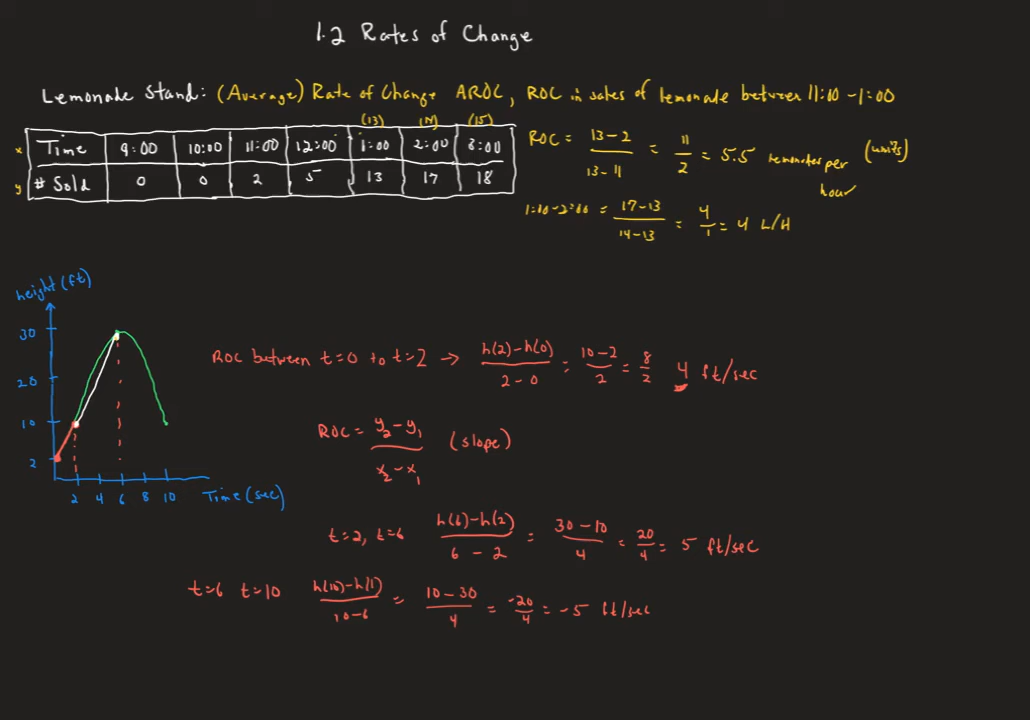 1.2 Rates of Change
Lemonade Stand: (Average) Rate of Change AROC, ROC in sales of lemonade between 11:00 - 1:00
(13) (14) (15)
x Time 9:00 10:00 11:00 12:00 1:00 2:00 3:00
y # Sold 0 0 2 5 13 17 18
ROC = 13-2 / 13-11 = 11/2 = 5.5 lemonades per hour (units)
1:00-2:00 = 17-13 / 14-13 = 4/1 = 4 L/H
height (ft)
30
20
10
2
2 4 6 8 10 Time (sec)
ROC between t=0 to t=2 → h(2)-h(0) / 2-0 = 10-2 / 2 = 8/2 4 ft/sec
ROC = y₂-y₁ / x₂-x₁ (slope)
t=2, t=6 h(6)-h(2) / 6-2 = 30-10 / 4 = 20/4 = 5 ft/sec
t=6 t=10 h(10)-h(1) / 10-6 = 10-30 / 4 = -20/4 = -5 ft/sec